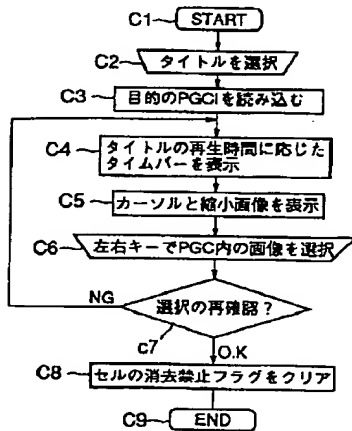 C1 START
C2 タイトルを選択
C3 目的のPGCIを読み込む
C4 タイトルの再生時間に応じた
タイムバーを表示
C5 カーソルと縮小画像を表示
C6 左右キーでPGC内の画像を選択
NG
選択の再確認?
c7
O.K
C8 セルの消去禁止フラグをクリア
C9 END